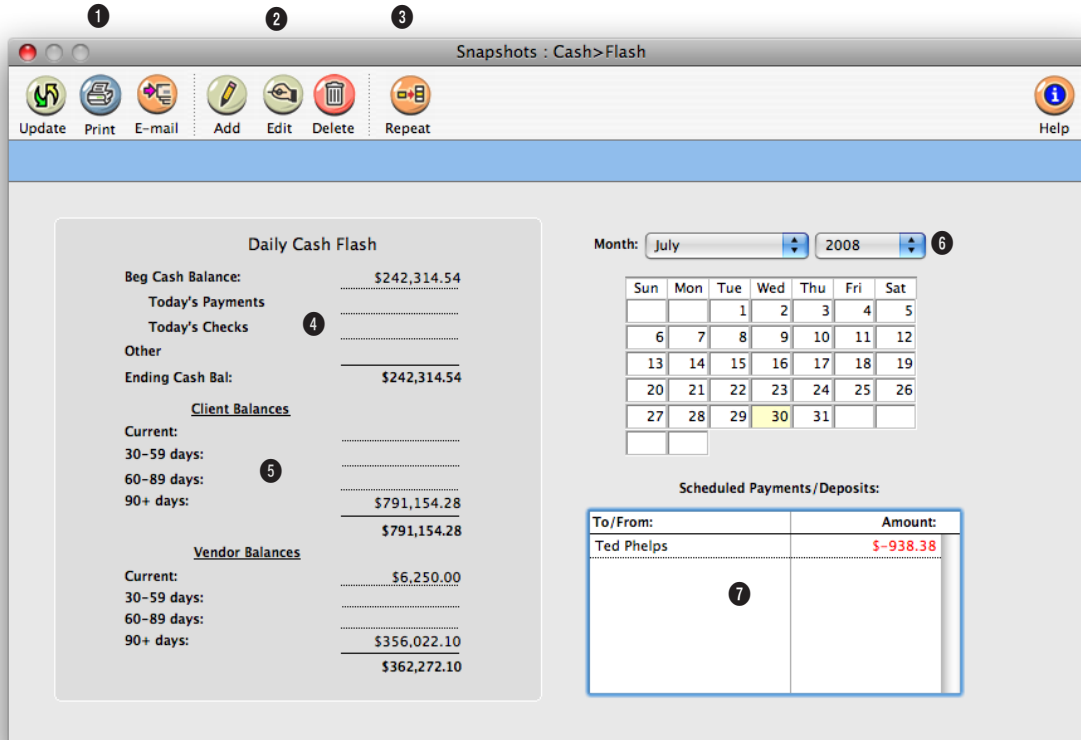 1 2 3
Snapshots : Cash>Flash
Update Print E-mail Add Edit Delete Repeat Help
Daily Cash Flash
Beg Cash Balance: $242,314.54
Today's Payments
Today's Checks
4
Other
Ending Cash Bal: $242,314.54
Client Balances
Current:
30-59 days:
5
60-89 days:
90+ days: $791,154.28
$791,154.28
Vendor Balances
Current: $6,250.00
30-59 days:
60-89 days:
90+ days: $356,022.10
$362,272.10
Month: July 2008 6
Sun Mon Tue Wed Thu Fri Sat
1 2 3 4 5
6 7 8 9 10 11 12
13 14 15 16 17 18 19
20 21 22 23 24 25 26
27 28 29 30 31
Scheduled Payments/Deposits:
To/From: Amount:
Ted Phelps $-938.38
7